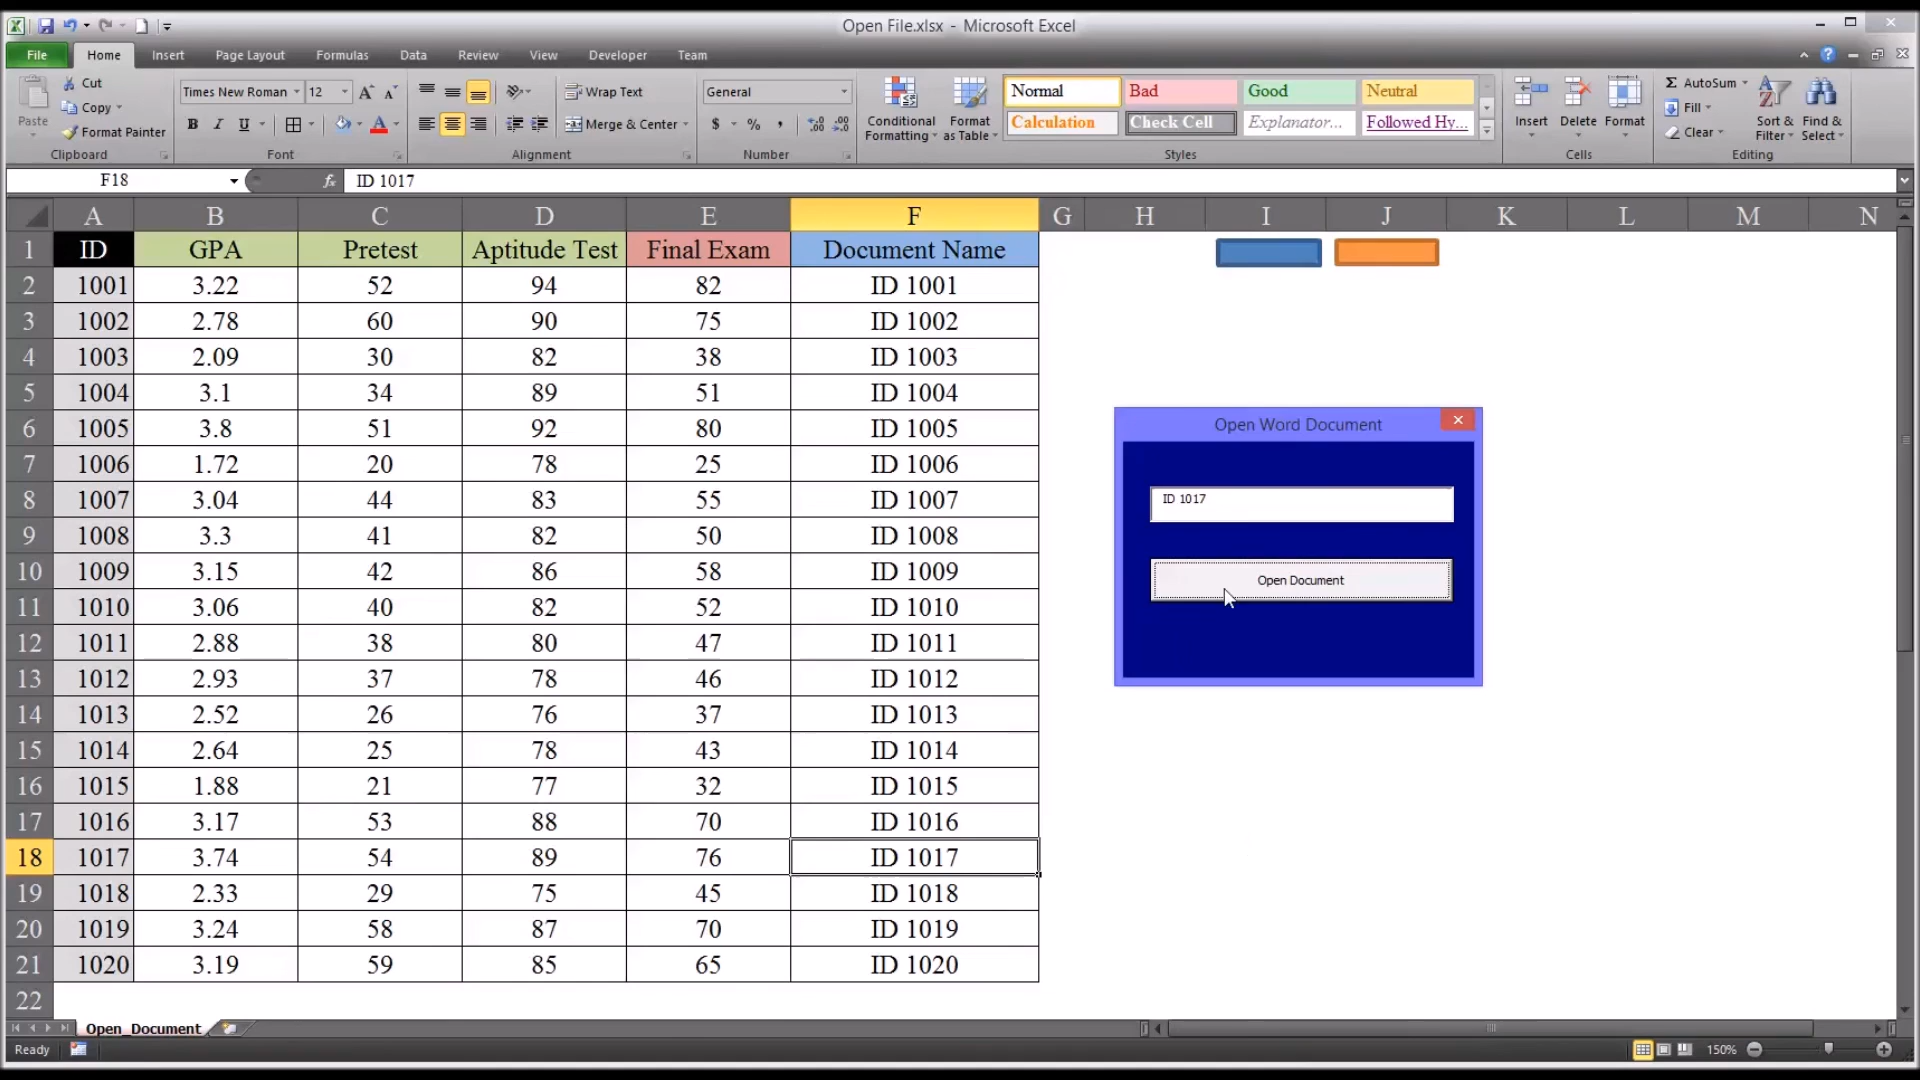 Open File.xlsx - Microsoft Excel
File Home Insert Page Layout Formulas Data Review View Developer Team
Paste
Cut
Copy
Format Painter
Clipboard
Times New Roman 12
B I U
Font
Wrap Text
Merge & Center
Alignment
General
$ % ,
Number
Conditional Formatting
Format as Table
Normal Bad Good Neutral
Calculation Check Cell Explanator... Followed Hy...
Styles
Insert Delete Format
Cells
Σ AutoSum
Fill
Clear
Sort & Filter
Find & Select
Editing
F18 fx ID 1017
A B C D E F G H I J K L M N
1 ID GPA Pretest Aptitude Test Final Exam Document Name
2 1001 3.22 52 94 82 ID 1001
3 1002 2.78 60 90 75 ID 1002
4 1003 2.09 30 82 38 ID 1003
5 1004 3.1 34 89 51 ID 1004
6 1005 3.8 51 92 80 ID 1005
7 1006 1.72 20 78 25 ID 1006
8 1007 3.04 44 83 55 ID 1007
9 1008 3.3 41 82 50 ID 1008
10 1009 3.15 42 86 58 ID 1009
11 1010 3.06 40 82 52 ID 1010
12 1011 2.88 38 80 47 ID 1011
13 1012 2.93 37 78 46 ID 1012
14 1013 2.52 26 76 37 ID 1013
15 1014 2.64 25 78 43 ID 1014
16 1015 1.88 21 77 32 ID 1015
17 1016 3.17 53 88 70 ID 1016
18 1017 3.74 54 89 76 ID 1017
19 1018 2.33 29 75 45 ID 1018
20 1019 3.24 58 87 70 ID 1019
21 1020 3.19 59 85 65 ID 1020
22
Open Word Document
ID 1017
Open Document
Open_Document
Ready 150%